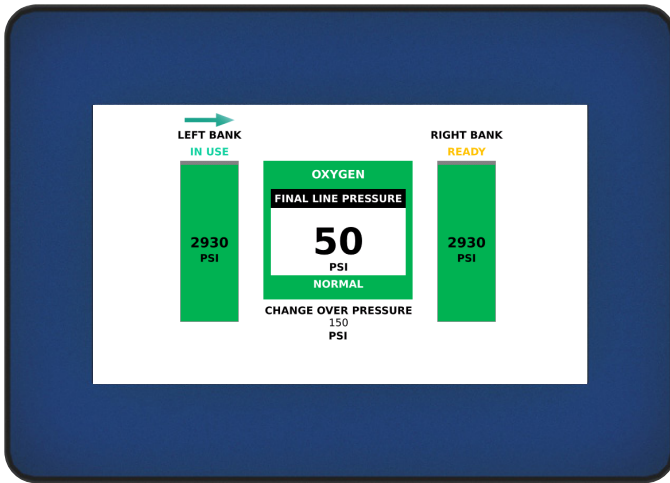 LEFT BANK
IN USE
2930
PSI
OXYGEN
FINAL LINE PRESSURE
50
PSI
NORMAL
CHANGE OVER PRESSURE
150
PSI
RIGHT BANK
READY
2930
PSI